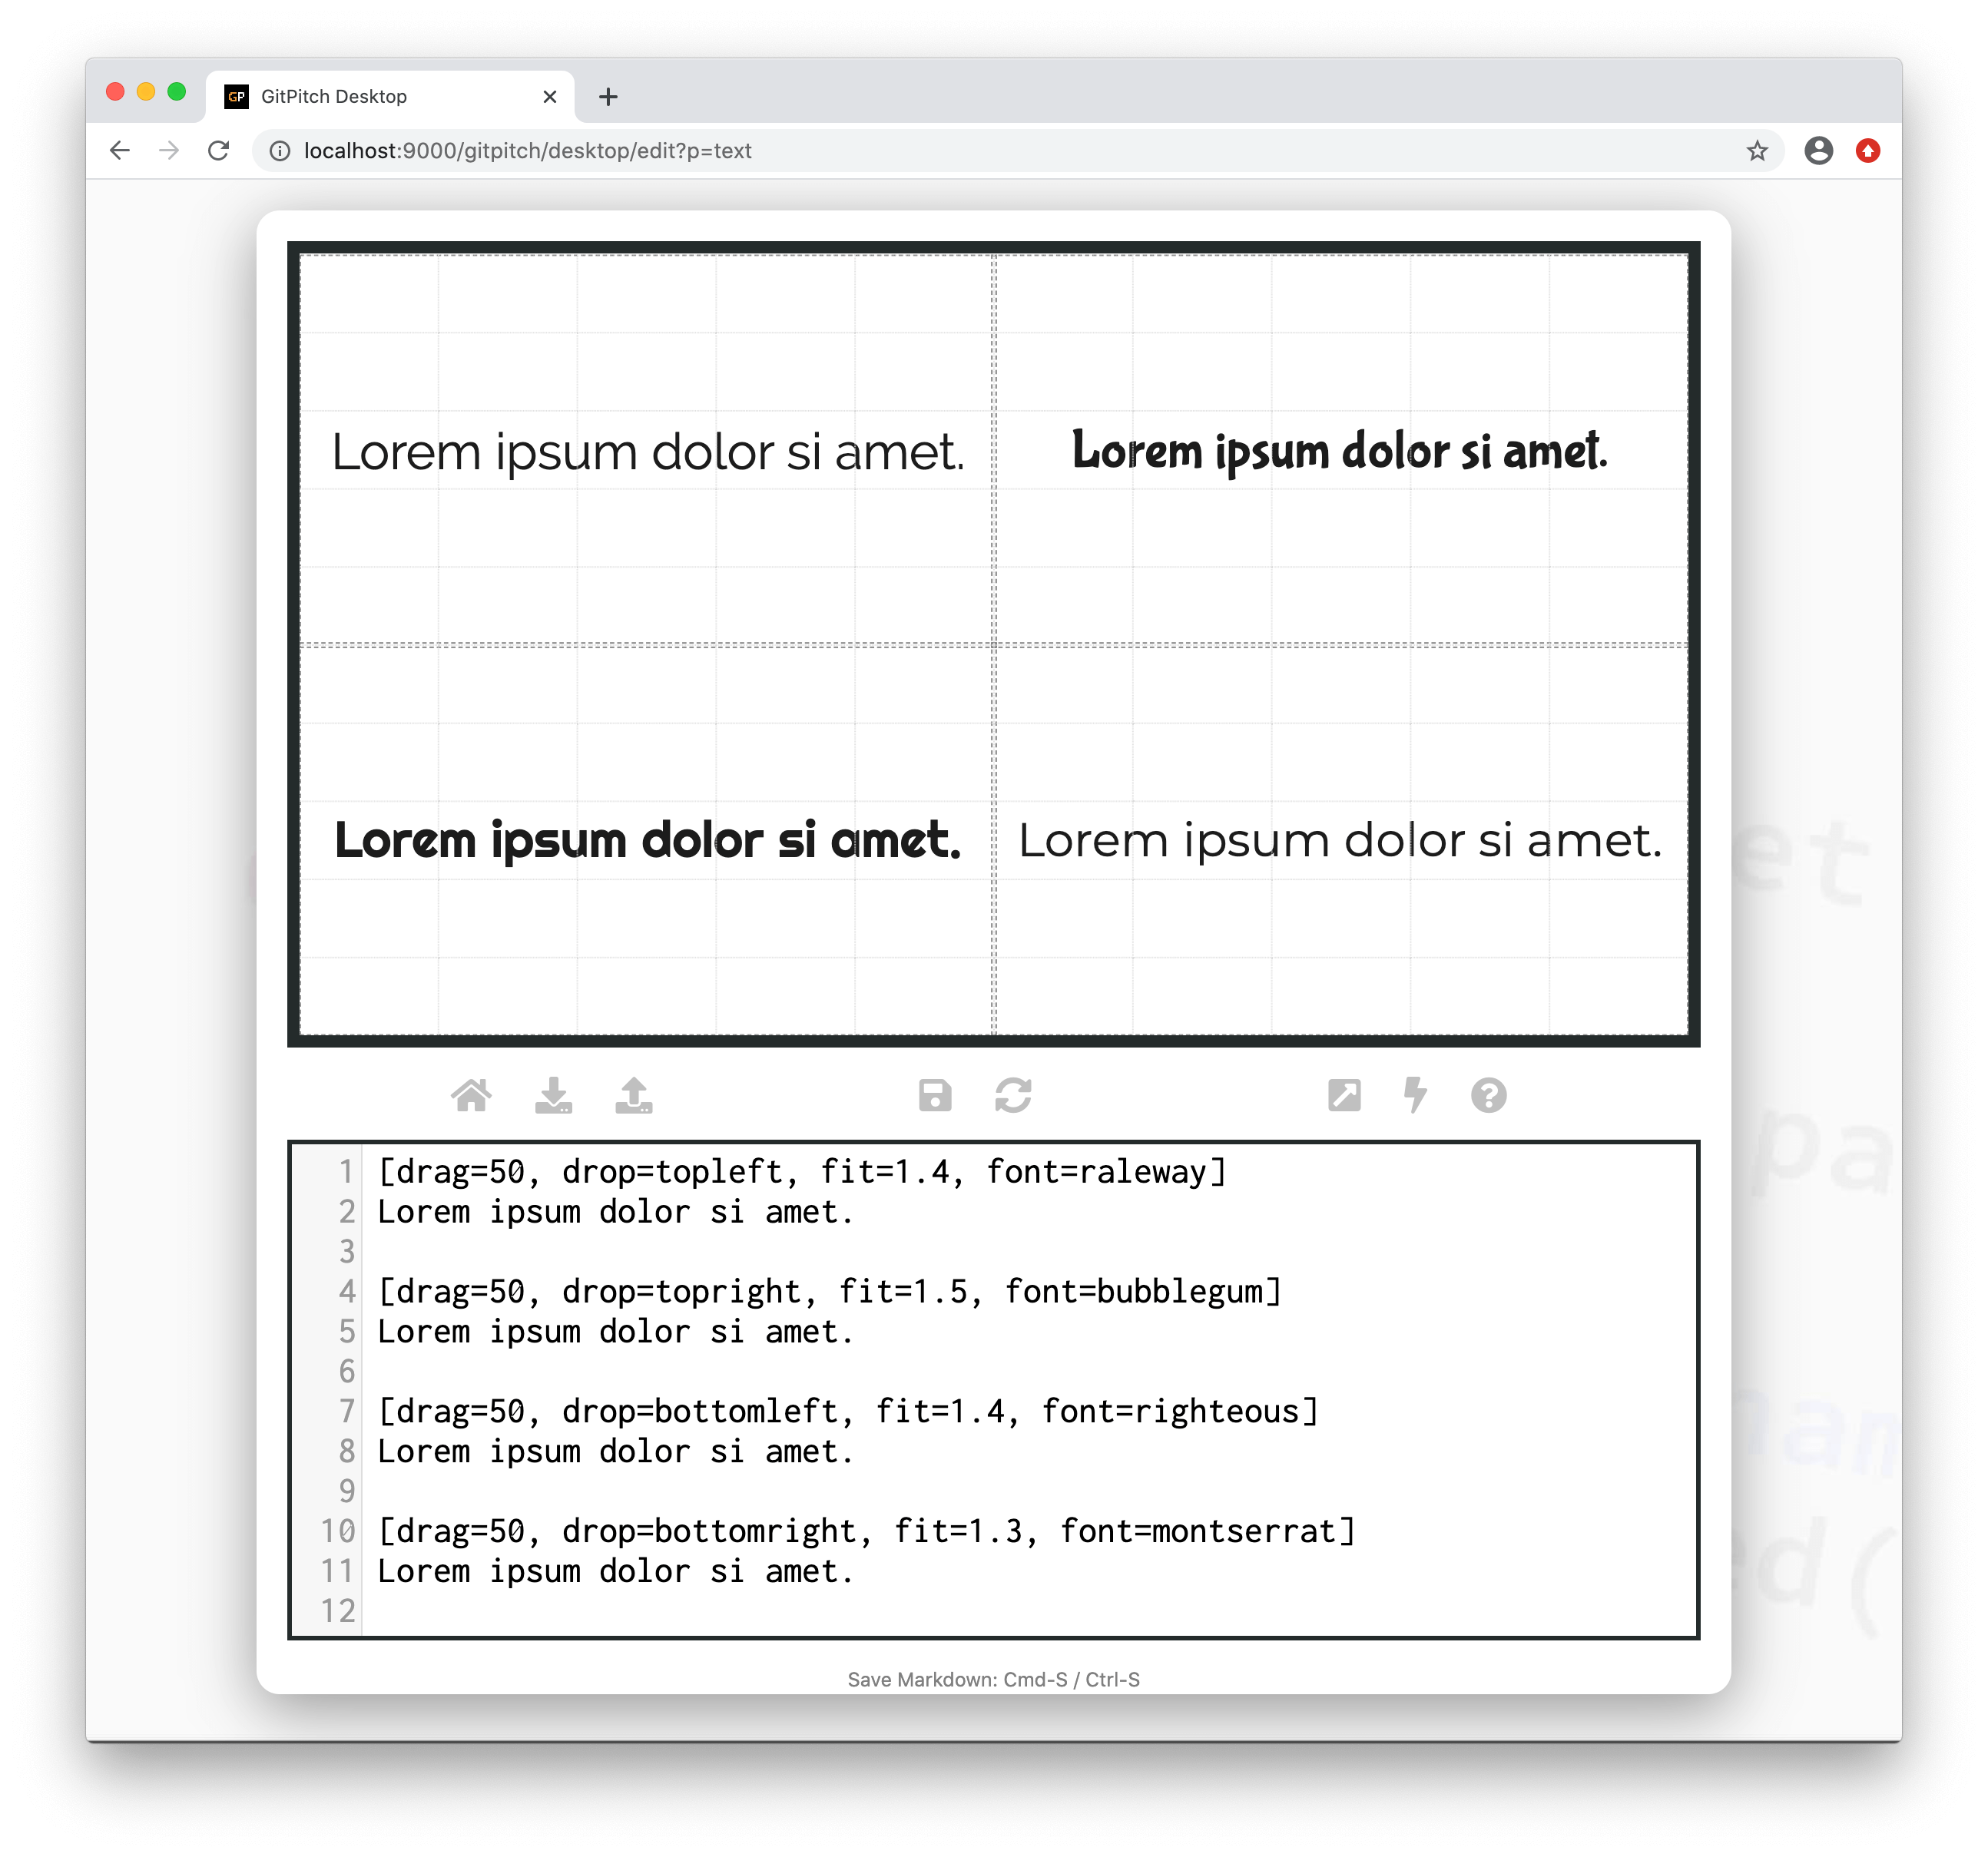 GP GitPitch Desktop
localhost:9000/gitpitch/desktop/edit?p=text
Lorem ipsum dolor si amet.
Lorem ipsum dolor si amet.
Lorem ipsum dolor si amet.
Lorem ipsum dolor si amet.
et
pa
nam
ed(
1 [drag=50, drop=topleft, fit=1.4, font=raleway]
2 Lorem ipsum dolor si amet.
3
4 [drag=50, drop=topright, fit=1.5, font=bubblegum]
5 Lorem ipsum dolor si amet.
6
7 [drag=50, drop=bottomleft, fit=1.4, font=righteous]
8 Lorem ipsum dolor si amet.
9
10 [drag=50, drop=bottomright, fit=1.3, font=montserrat]
11 Lorem ipsum dolor si amet.
12
Save Markdown: Cmd-S / Ctrl-S